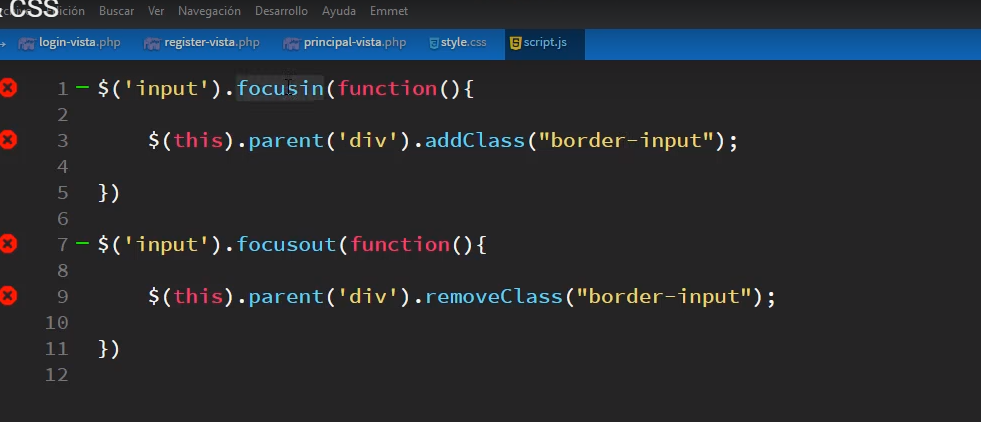 & CSS
Archivo Edición Buscar Ver Navegación Desarrollo Ayuda Emmet
login-vista.php register-vista.php principal-vista.php style.css script.js
1 $('input').focusin(function(){
2
3 $(this).parent('div').addClass("border-input");
4
5 })
6
7 $('input').focusout(function(){
8
9 $(this).parent('div').removeClass("border-input");
10
11 })
12